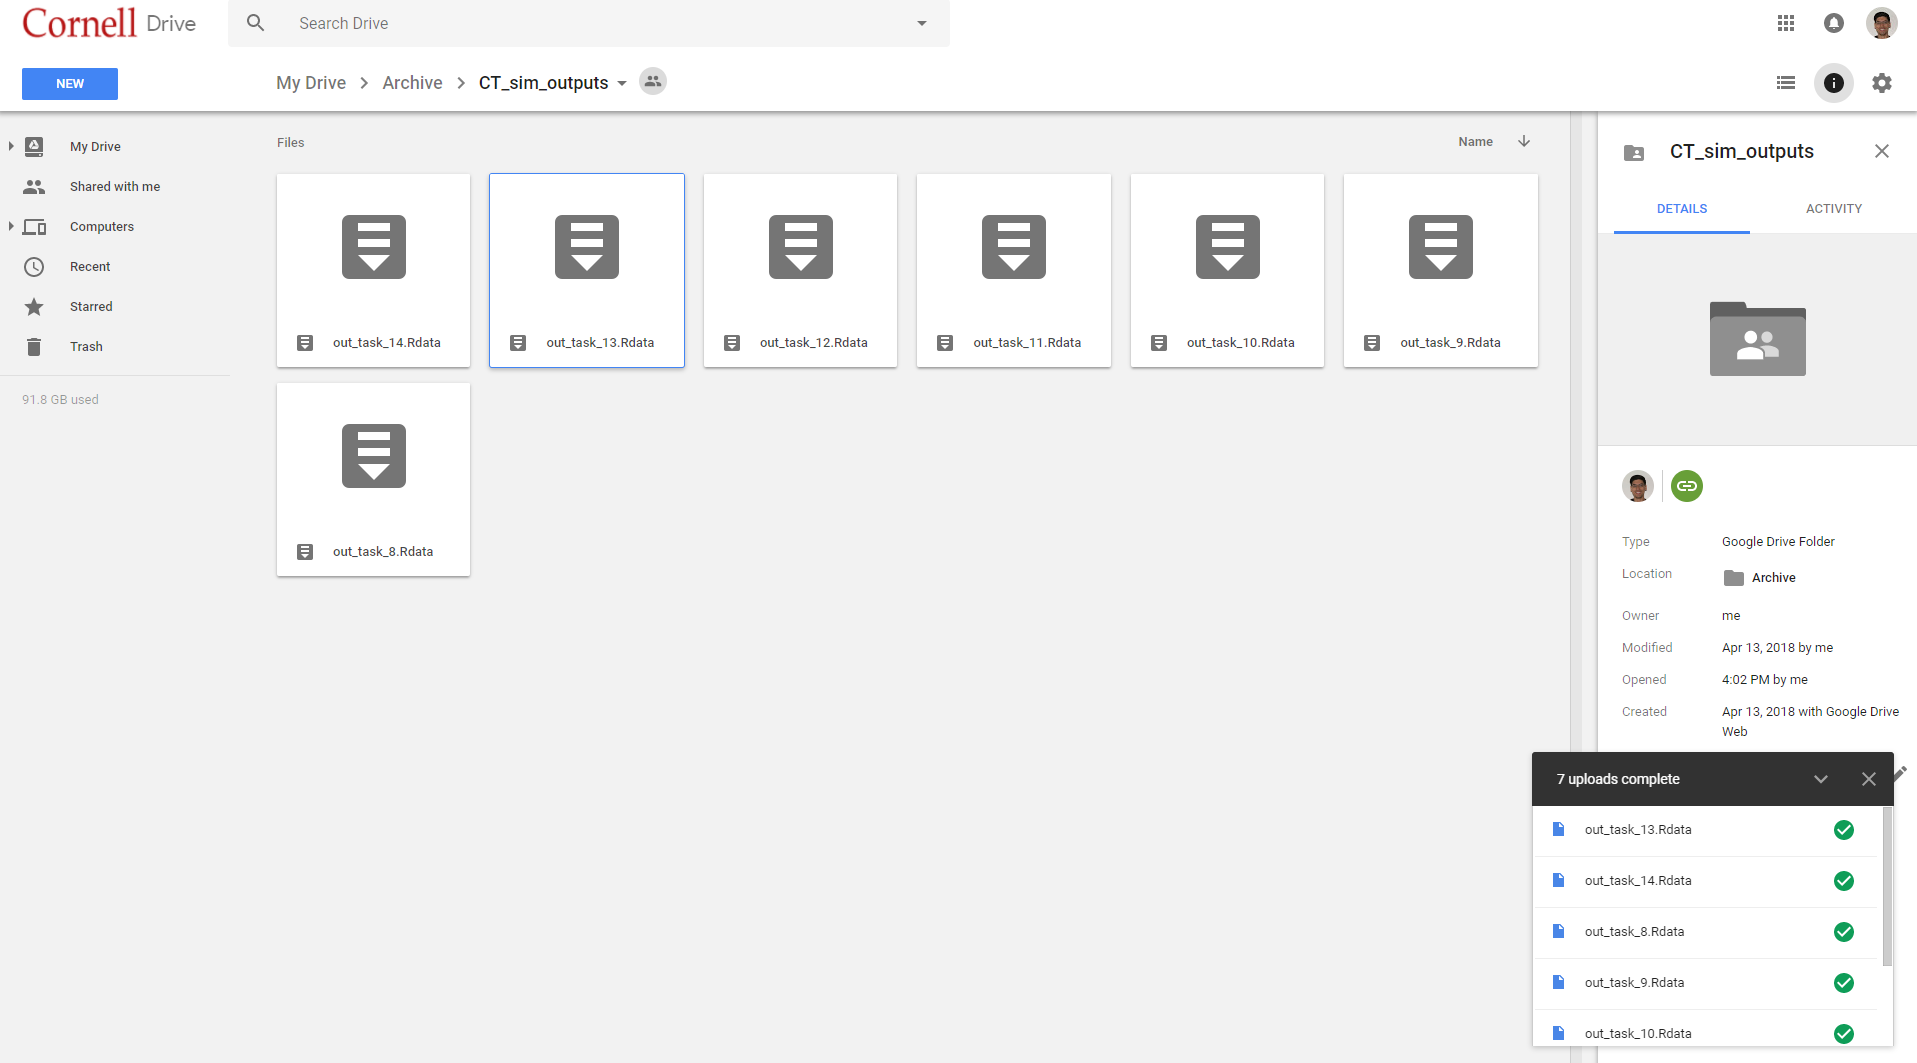 Cornell Drive
Search Drive
NEW
My Drive
Archive
CT_sim_outputs
My Drive
Shared with me
Computers
Recent
Starred
Trash
91.8 GB used
Files
Name
out_task_14.Rdata
out_task_13.Rdata
out_task_12.Rdata
out_task_11.Rdata
out_task_10.Rdata
out_task_9.Rdata
out_task_8.Rdata
CT_sim_outputs
DETAILS
ACTIVITY
Type Google Drive Folder
Location Archive
Owner me
Modified Apr 13, 2018 by me
Opened 4:02 PM by me
Created Apr 13, 2018 with Google Drive
Web
7 uploads complete
out_task_13.Rdata
out_task_14.Rdata
out_task_8.Rdata
out_task_9.Rdata
out_task_10.Rdata